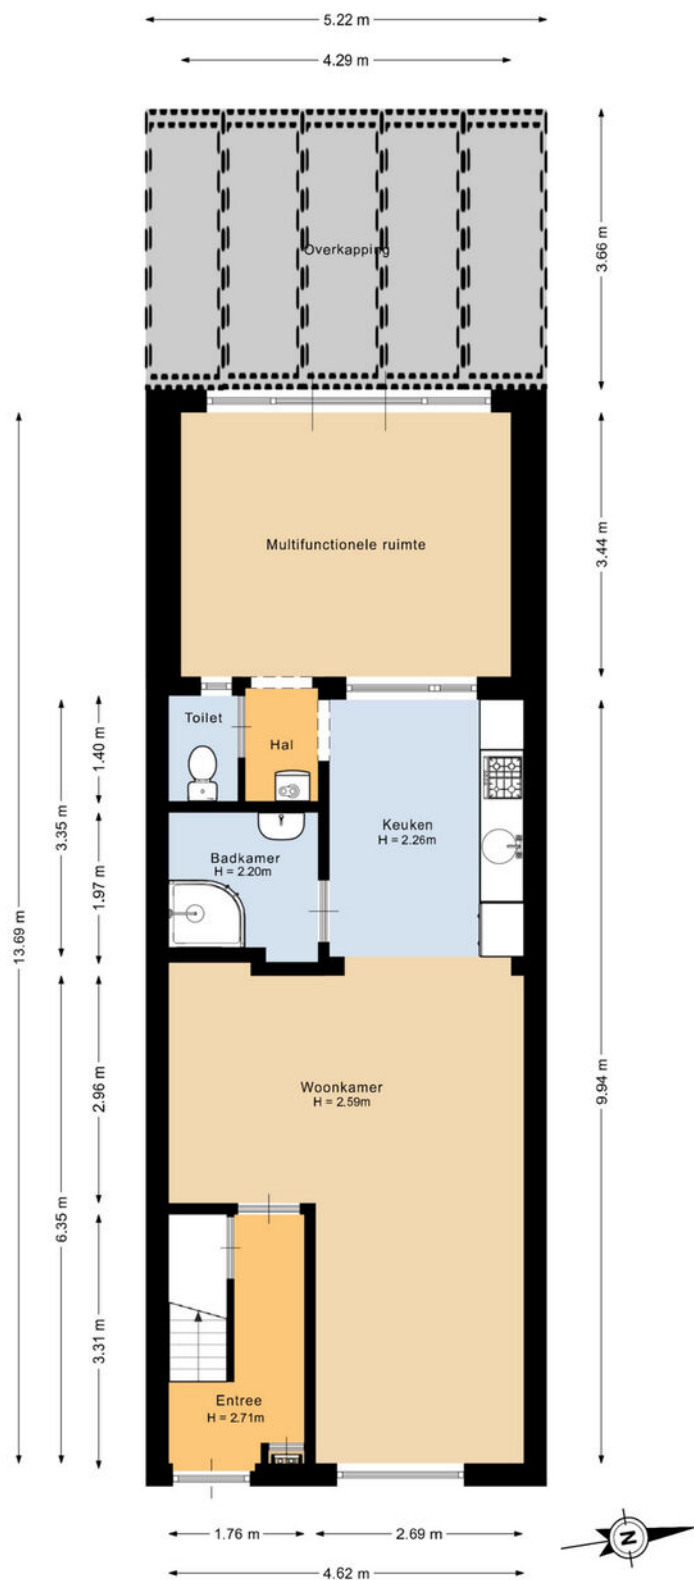 5.22 m
4.29 m
Overkapping
3.66 m
Multifunctionele ruimte
3.44 m
Toilet
Hal
1.40 m
3.35 m
Keuken
H = 2.26m
Badkamer
H = 2.20m
1.97 m
13.69 m
Woonkamer
H = 2.59m
2.96 m
9.94 m
6.35 m
3.31 m
Entree
H = 2.71m
1.76 m
2.69 m
N
4.62 m